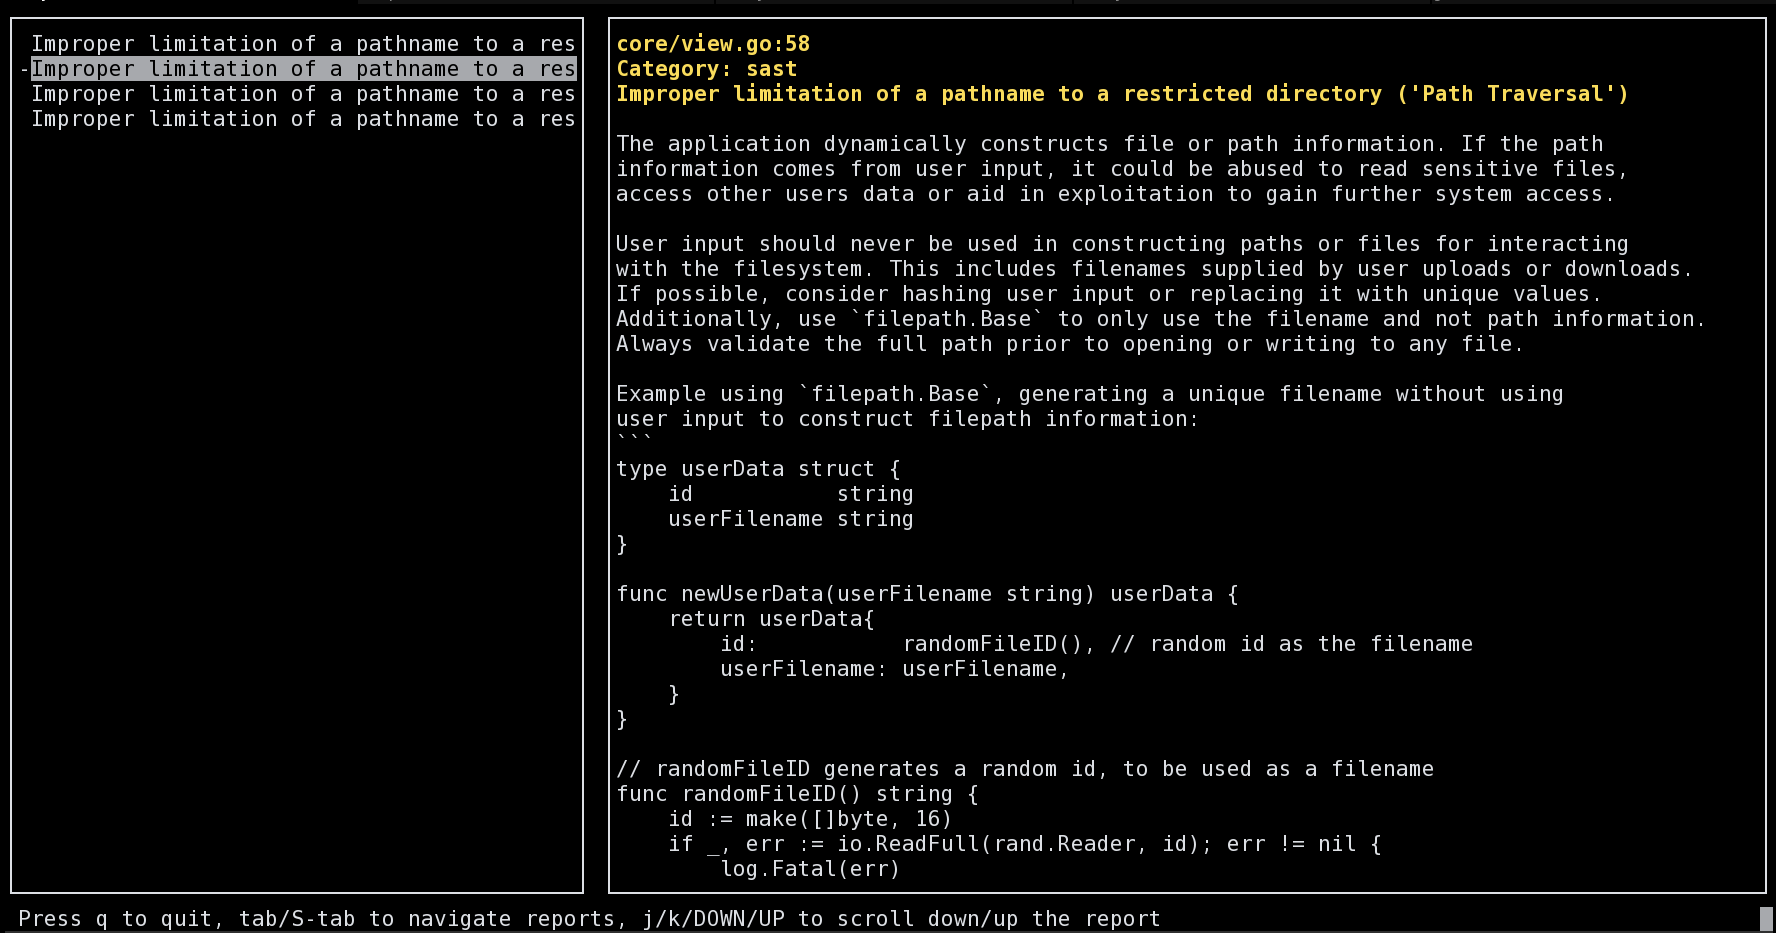 Improper limitation of a pathname to a res
-Improper limitation of a pathname to a res
Improper limitation of a pathname to a res
Improper limitation of a pathname to a res
core/view.go:58
Category: sast
Improper limitation of a pathname to a restricted directory ('Path Traversal')
The application dynamically constructs file or path information. If the path
information comes from user input, it could be abused to read sensitive files,
access other users data or aid in exploitation to gain further system access.
User input should never be used in constructing paths or files for interacting
with the filesystem. This includes filenames supplied by user uploads or downloads.
If possible, consider hashing user input or replacing it with unique values.
Additionally, use `filepath.Base` to only use the filename and not path information.
Always validate the full path prior to opening or writing to any file.
Example using `filepath.Base`, generating a unique filename without using
user input to construct filepath information:
```
type userData struct {
    id           string
    userFilename string
}
func newUserData(userFilename string) userData {
    return userData{
        id:           randomFileID(), // random id as the filename
        userFilename: userFilename,
    }
}
// randomFileID generates a random id, to be used as a filename
func randomFileID() string {
    id := make([]byte, 16)
    if _, err := io.ReadFull(rand.Reader, id); err != nil {
        log.Fatal(err)
Press q to quit, tab/S-tab to navigate reports, j/k/DOWN/UP to scroll down/up the report